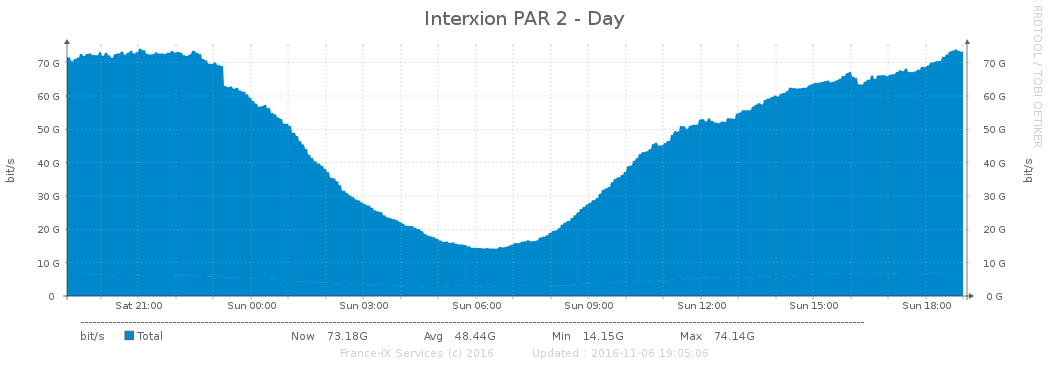 Interxion PAR 2 - Day
RRDTOOL / TOBI OETIKER
bit/s
bit/s
70 G 70 G
60 G 60 G
50 G 50 G
40 G 40 G
30 G 30 G
20 G 20 G
10 G 10 G
0 0 G
Sat 21:00 Sun 00:00 Sun 03:00 Sun 06:00 Sun 09:00 Sun 12:00 Sun 15:00 Sun 18:00
bit/s Total Now 73.18G Avg 48.44G Min 14.15G Max 74.14G
France-IX Services (c) 2016 Updated : 2016-11-06 19:05:06